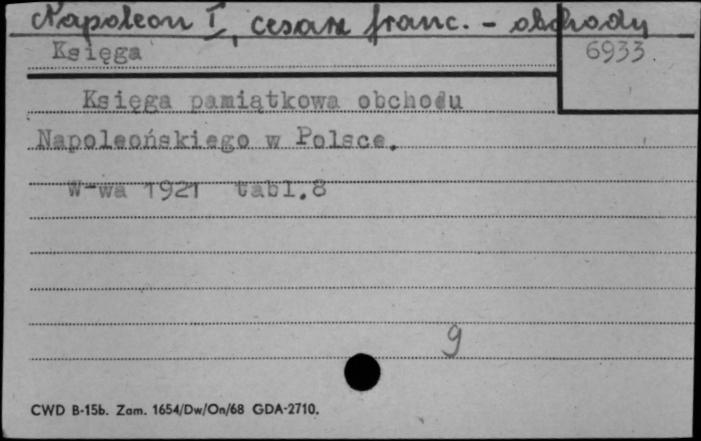 Napoleon I, cesarz franc. - obchody
Księga
6933
Księga pamiątkowa obchodu
Napoleońskiego w Polsce.
W-wa 1921 tabl.8
9
CWD B-15b. Zam. 1654/Dw/On/68 GDA-2710.